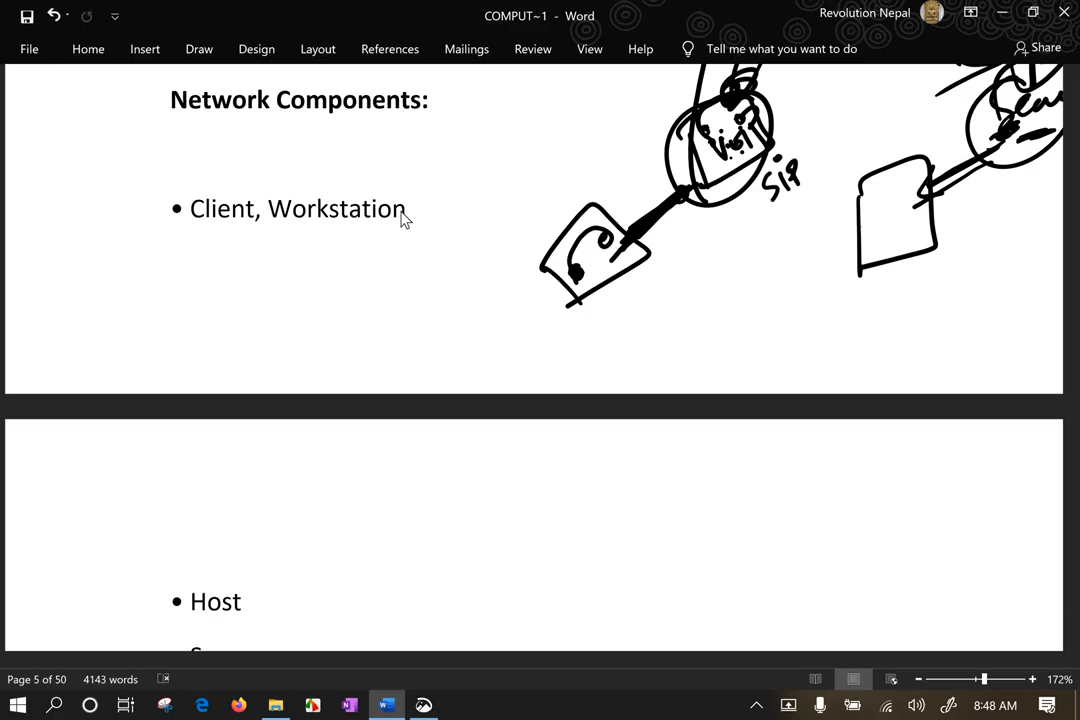 COMPUT~1 - Word
Revolution Nepal
File Home Insert Draw Design Layout References Mailings Review View Help Tell me what you want to do Share
Network Components:
• Client, Workstation
Sig
• Host
Page 5 of 50 4143 words 172%
8:48 AM